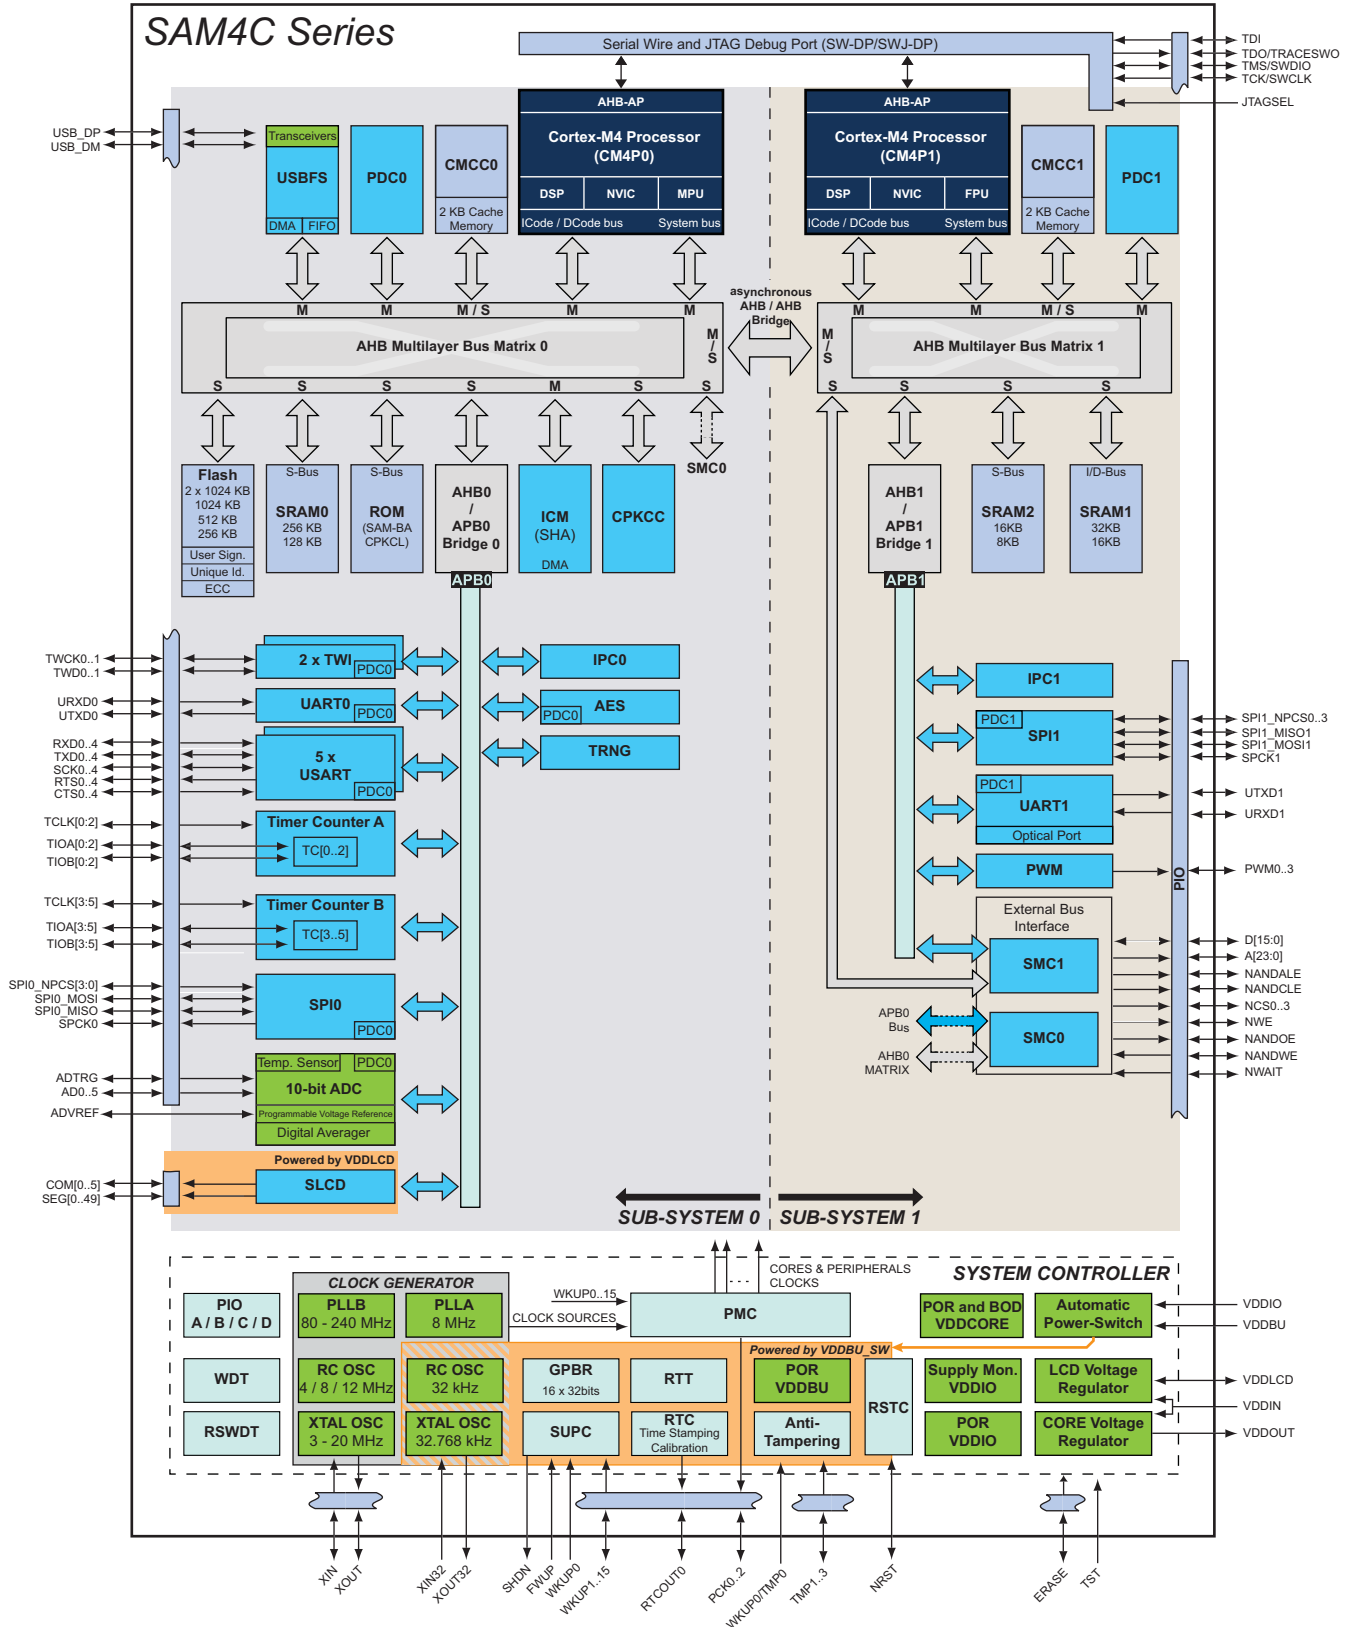 SAM4C Series
Serial Wire and JTAG Debug Port (SW-DP/SWJ-DP)
TDI
TDO/TRACESWO
TMS/SWDIO
TCK/SWCLK
JTAGSEL
USB_DP
USB_DM
Transceivers
USBFS
DMA
FIFO
PDC0
CMCC0
2 KB Cache
Memory
AHB-AP
Cortex-M4 Processor
(CM4P0)
DSP
NVIC
MPU
ICode / DCode bus
System bus
AHB-AP
Cortex-M4 Processor
(CM4P1)
DSP
NVIC
FPU
ICode / DCode bus
System bus
CMCC1
2 KB Cache
Memory
PDC1
M
M
M / S
M
M
AHB Multilayer Bus Matrix 0
M
/
S
S
S
S
S
M
S
S
asynchronous
AHB / AHB
Bridge
M
M
M / S
M
M
/
S
AHB Multilayer Bus Matrix 1
S
S
S
S
Flash
2 x 1024 KB
1024 KB
512 KB
256 KB
User Sign.
Unique Id.
ECC
S-Bus
SRAM0
256 KB
128 KB
S-Bus
ROM
(SAM-BA
CPKCL)
AHB0
/
APB0
Bridge 0
APB0
ICM
(SHA)
DMA
CPKCC
SMC0
AHB1
/
APB1
Bridge 1
APB1
S-Bus
SRAM2
16KB
8KB
I/D-Bus
SRAM1
32KB
16KB
TWCK0..1
TWD0..1
2 x TWI
PDC0
URXD0
UTXD0
UART0
PDC0
RXD0..4
TXD0..4
SCK0..4
RTS0..4
CTS0..4
5 x
USART
PDC0
TCLK[0:2]
TIOA[0:2]
TIOB[0:2]
Timer Counter A
TC[0..2]
TCLK[3:5]
TIOA[3:5]
TIOB[3:5]
Timer Counter B
TC[3..5]
SPI0_NPCS[3:0]
SPI0_MOSI
SPI0_MISO
SPCK0
SPI0
PDC0
ADTRG
AD0..5
ADVREF
Temp. Sensor
PDC0
10-bit ADC
Programmable Voltage Reference
Digital Averager
Powered by VDDLCD
COM[0..5]
SEG[0..49]
SLCD
IPC0
AES
PDC0
TRNG
IPC1
PDC1
SPI1
SPI1_NPCS0..3
SPI1_MISO1
SPI1_MOSI1
SPCK1
PDC1
UART1
Optical Port
UTXD1
URXD1
PWM
PIO
PWM0..3
External Bus
Interface
SMC1
SMC0
APB0
Bus
AHB0
MATRIX
D[15:0]
A[23:0]
NANDALE
NANDCLE
NCS0..3
NWE
NANDOE
NANDWE
NWAIT
SUB-SYSTEM 0
SUB-SYSTEM 1
SYSTEM CONTROLLER
CORES & PERIPHERALS
CLOCKS
WKUP0..15
CLOCK SOURCES
PMC
CLOCK GENERATOR
PIO
A / B / C / D
PLLB
80 - 240 MHz
PLLA
8 MHz
POR and BOD
VDDCORE
Automatic
Power-Switch
VDDIO
VDDBU
Powered by VDDBU_SW
WDT
RC OSC
4 / 8 / 12 MHz
RC OSC
32 kHz
GPBR
16 x 32bits
RTT
POR
VDDBU
RSTC
Supply Mon.
VDDIO
LCD Voltage
Regulator
VDDLCD
VDDIN
RSWDT
XTAL OSC
3 - 20 MHz
XTAL OSC
32.768 kHz
SUPC
RTC
Time Stamping
Calibration
Anti-
Tampering
POR
VDDIO
CORE Voltage
Regulator
VDDOUT
XIN
XOUT
XIN32
XOUT32
SHDN
FWUP
WKUP0
WKUP1..15
RTCOUT0
PCK0..2
WKUP0/TMP0
TMP1..3
NRST
ERASE
TST